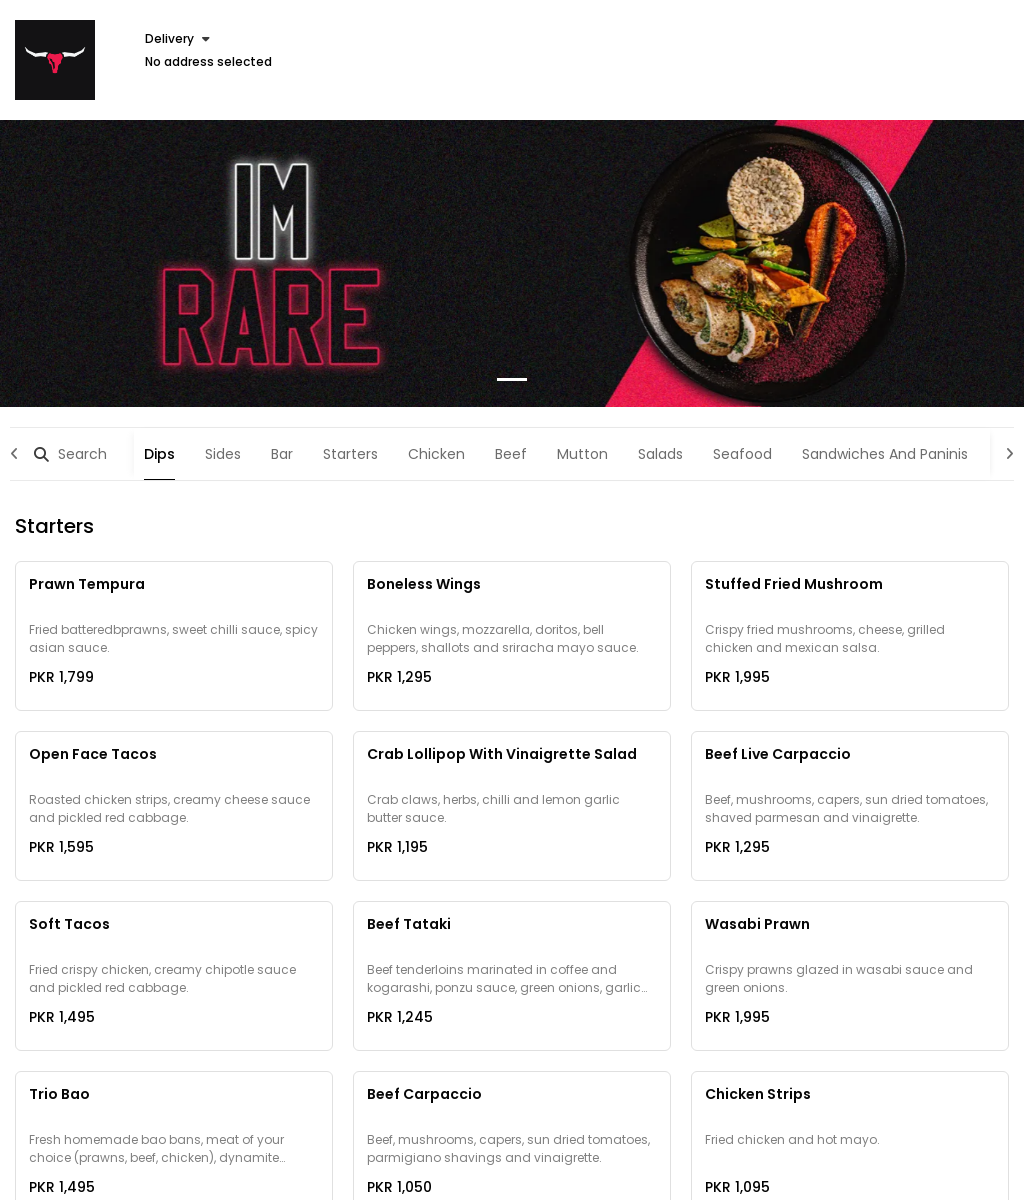 Delivery
No address selected
IM
RARE
Search
Dips
Sides
Bar
Starters
Chicken
Beef
Mutton
Salads
Seafood
Sandwiches And Paninis
Starters
Prawn Tempura
Fried batteredbprawns, sweet chilli sauce, spicy
asian sauce.
PKR 1,799
Boneless Wings
Chicken wings, mozzarella, doritos, bell
peppers, shallots and sriracha mayo sauce.
PKR 1,295
Stuffed Fried Mushroom
Crispy fried mushrooms, cheese, grilled
chicken and mexican salsa.
PKR 1,995
Open Face Tacos
Roasted chicken strips, creamy cheese sauce
and pickled red cabbage.
PKR 1,595
Crab Lollipop With Vinaigrette Salad
Crab claws, herbs, chilli and lemon garlic
butter sauce.
PKR 1,195
Beef Live Carpaccio
Beef, mushrooms, capers, sun dried tomatoes,
shaved parmesan and vinaigrette.
PKR 1,295
Soft Tacos
Fried crispy chicken, creamy chipotle sauce
and pickled red cabbage.
PKR 1,495
Beef Tataki
Beef tenderloins marinated in coffee and
kogarashi, ponzu sauce, green onions, garlic...
PKR 1,245
Wasabi Prawn
Crispy prawns glazed in wasabi sauce and
green onions.
PKR 1,995
Trio Bao
Fresh homemade bao bans, meat of your
choice (prawns, beef, chicken), dynamite...
PKR 1,495
Beef Carpaccio
Beef, mushrooms, capers, sun dried tomatoes,
parmigiano shavings and vinaigrette.
PKR 1,050
Chicken Strips
Fried chicken and hot mayo.
PKR 1,095